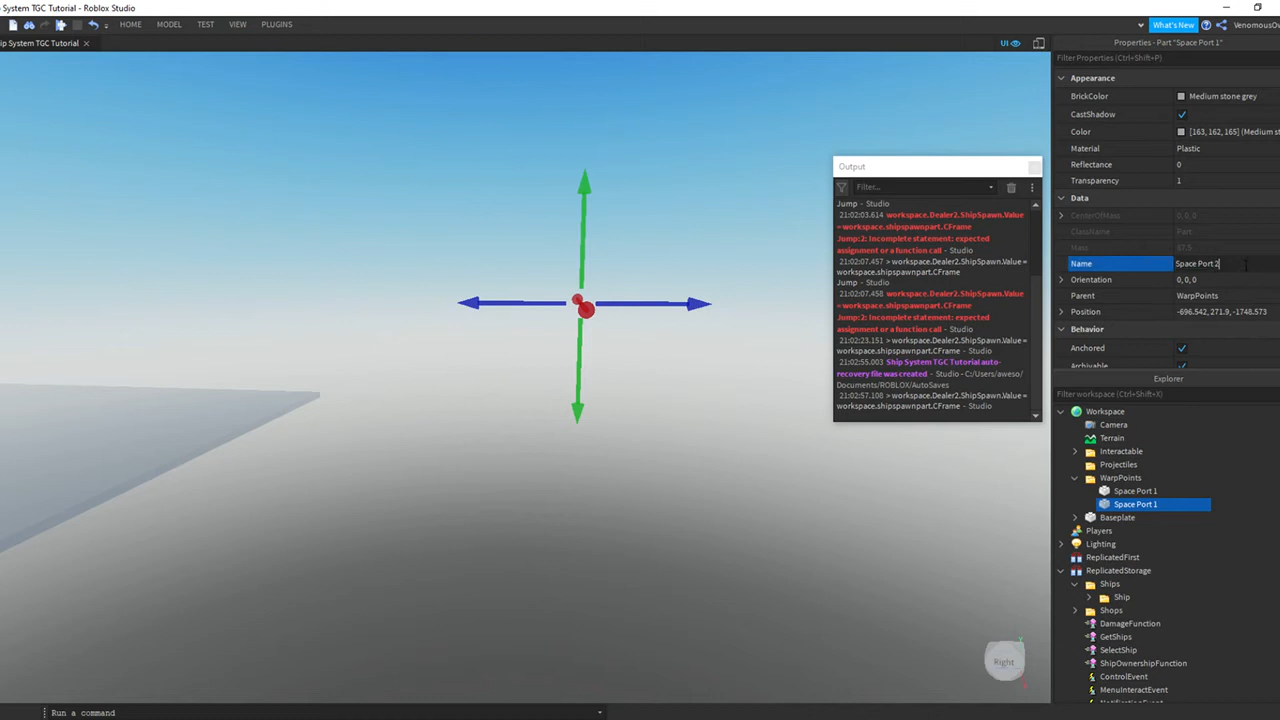 System TGC Tutorial - Roblox Studio
HOME MODEL TEST VIEW PLUGINS
What's New
VenomousOv
ip System TGC Tutorial
UI
Properties - Part "Space Port 1"
Filter Properties (Ctrl+Shift+P)
Appearance
BrickColor Medium stone grey
CastShadow
Color [163, 162, 165] (Medium s
Material Plastic
Reflectance 0
Transparency 1
Data
CenterOfMass 0, 0, 0
ClassName Part
Mass 87.5
Name Space Port 2
Orientation 0, 0, 0
Parent WarpPoints
Position -696.542, 271.9, -1748.573
Behavior
Anchored
Archivable
Output
Filter...
Jump - Studio
21:02:03.614 workspace.Dealer2.ShipSpawn.Value
= workspace.shipspawnpart.CFrame
Jump:2: Incomplete statement: expected
assignment or a function call - Studio
21:02:07.457 > workspace.Dealer2.ShipSpawn.Value =
workspace.shipspawnpart.CFrame
Jump - Studio
21:02:07.458 workspace.Dealer2.ShipSpawn.Value
= workspace.shipspawnpart.CFrame
Jump:2: Incomplete statement: expected
assignment or a function call - Studio
21:02:23.151 > workspace.Dealer2.ShipSpawn.Value =
workspace.shipspawnpart.CFrame - Studio
21:02:55.003 Ship System TGC Tutorial auto-
recovery file was created - Studio - C:/Users/aweso/
Documents/ROBLOX/AutoSaves
21:02:57.108 > workspace.Dealer2.ShipSpawn.Value =
workspace.shipspawnpart.CFrame - Studio
Explorer
Filter workspace (Ctrl+Shift+X)
Workspace
Camera
Terrain
Interactable
Projectiles
WarpPoints
Space Port 1
Space Port 1
Baseplate
Players
Lighting
ReplicatedFirst
ReplicatedStorage
Ships
Ship
Shops
DamageFunction
GetShips
SelectShip
ShipOwnershipFunction
ControlEvent
MenuInteractEvent
NotificationEvent
Right
Run a command